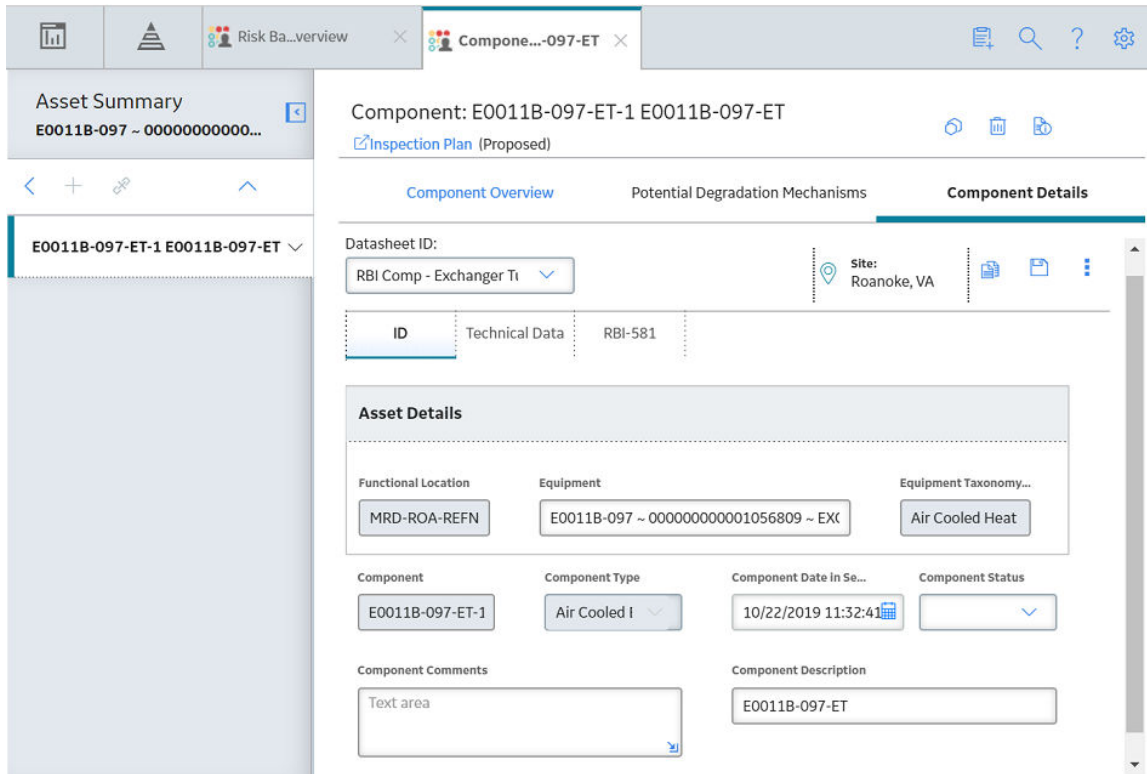 Risk Ba...verview
Compone...-097-ET
?
Asset Summary
E0011B-097 ~ 00000000000...
E0011B-097-ET-1 E0011B-097-ET
Component: E0011B-097-ET-1 E0011B-097-ET
Inspection Plan (Proposed)
Component Overview Potential Degradation Mechanisms Component Details
Datasheet ID:
RBI Comp - Exchanger Tu
Site:
Roanoke, VA
ID Technical Data RBI-581
Asset Details
Functional Location Equipment Equipment Taxonomy...
MRD-ROA-REFN E0011B-097 ~ 000000000001056809 ~ EXC Air Cooled Heat
Component Component Type Component Date in Se... Component Status
E0011B-097-ET-1 Air Cooled 10/22/2019 11:32:41
Component Comments Component Description
Text area E0011B-097-ET